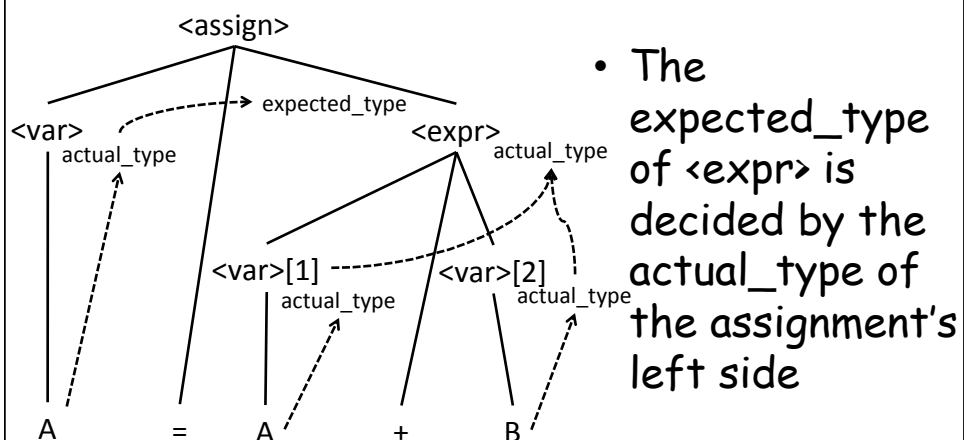 <assign>
expected_type
<var>
actual_type
<expr>
actual_type
<var>[1]
actual_type
<var>[2]
actual_type
A = A + B
• The
expected_type
of <expr> is
decided by the
actual_type of
the assignment’s
left side